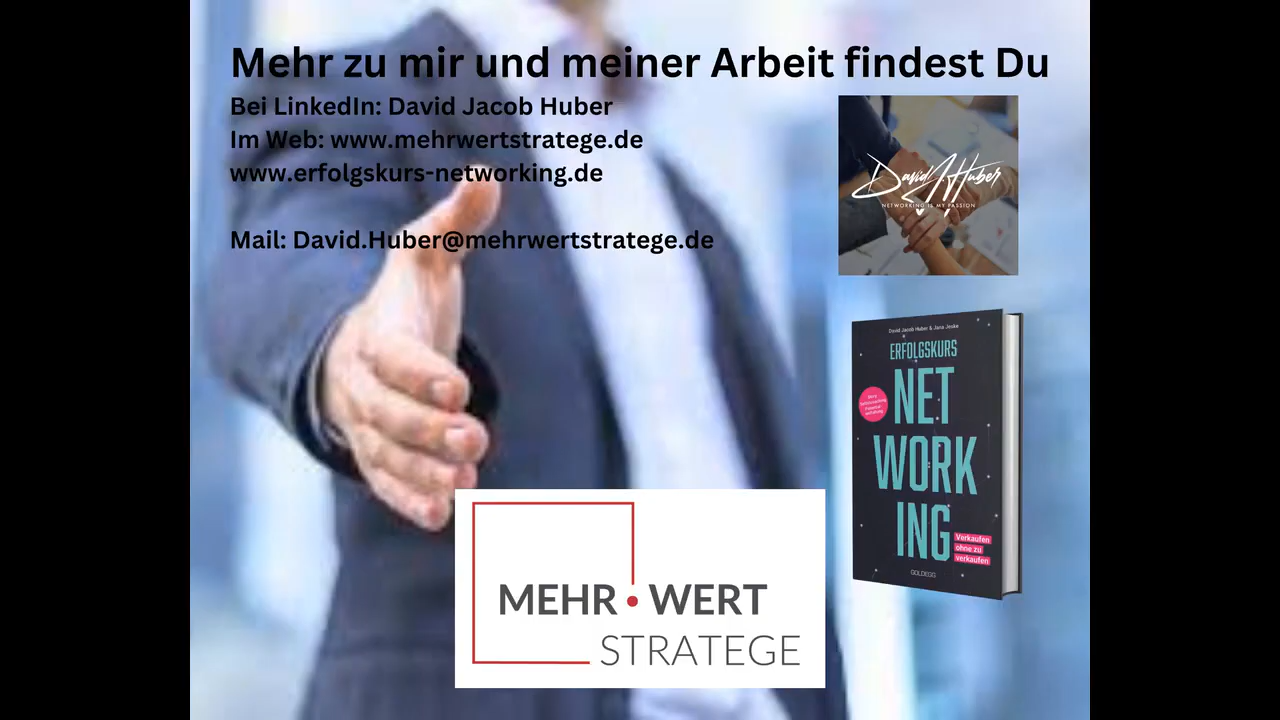 Mehr zu mir und meiner Arbeit findest Du
Bei LinkedIn: David Jacob Huber
Im Web: www.mehrwertstratege.de
www.erfolgskurs-networking.de
Mail: David.Huber@mehrwertstratege.de
David J. Huber
NETWORKING IS MY PASSION
David Jacob Huber & Jana Jeske
ERFOLGSKURS
NET
WORK
ING
Verkaufen
ohne zu
verkaufen
GOLDEGG
MEHR•WERT
STRATEGE